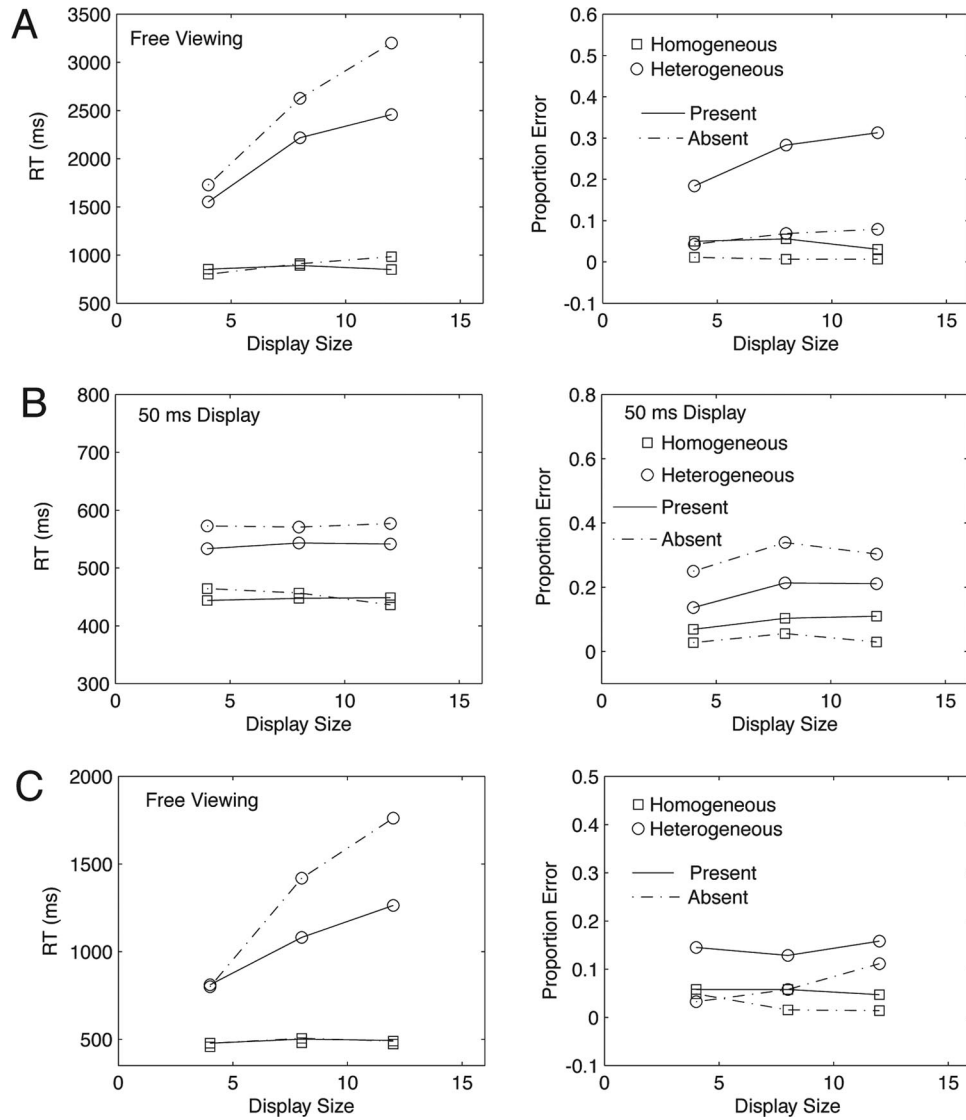 A
Free Viewing
RT (ms)
3500
3000
2500
2000
1500
1000
500
0
5
10
15
Display Size
Homogeneous
Heterogeneous
Present
Absent
Proportion Error
0.6
0.5
0.4
0.3
0.2
0.1
0
-0.1
0
5
10
15
Display Size
B
50 ms Display
RT (ms)
800
700
600
500
400
300
0
5
10
15
Display Size
50 ms Display
Homogeneous
Heterogeneous
Present
Absent
Proportion Error
0.8
0.6
0.4
0.2
0
0
5
10
15
Display Size
C
Free Viewing
RT (ms)
2000
1500
1000
500
0
5
10
15
Display Size
Homogeneous
Heterogeneous
Present
Absent
Proportion Error
0.5
0.4
0.3
0.2
0.1
0
-0.1
0
5
10
15
Display Size